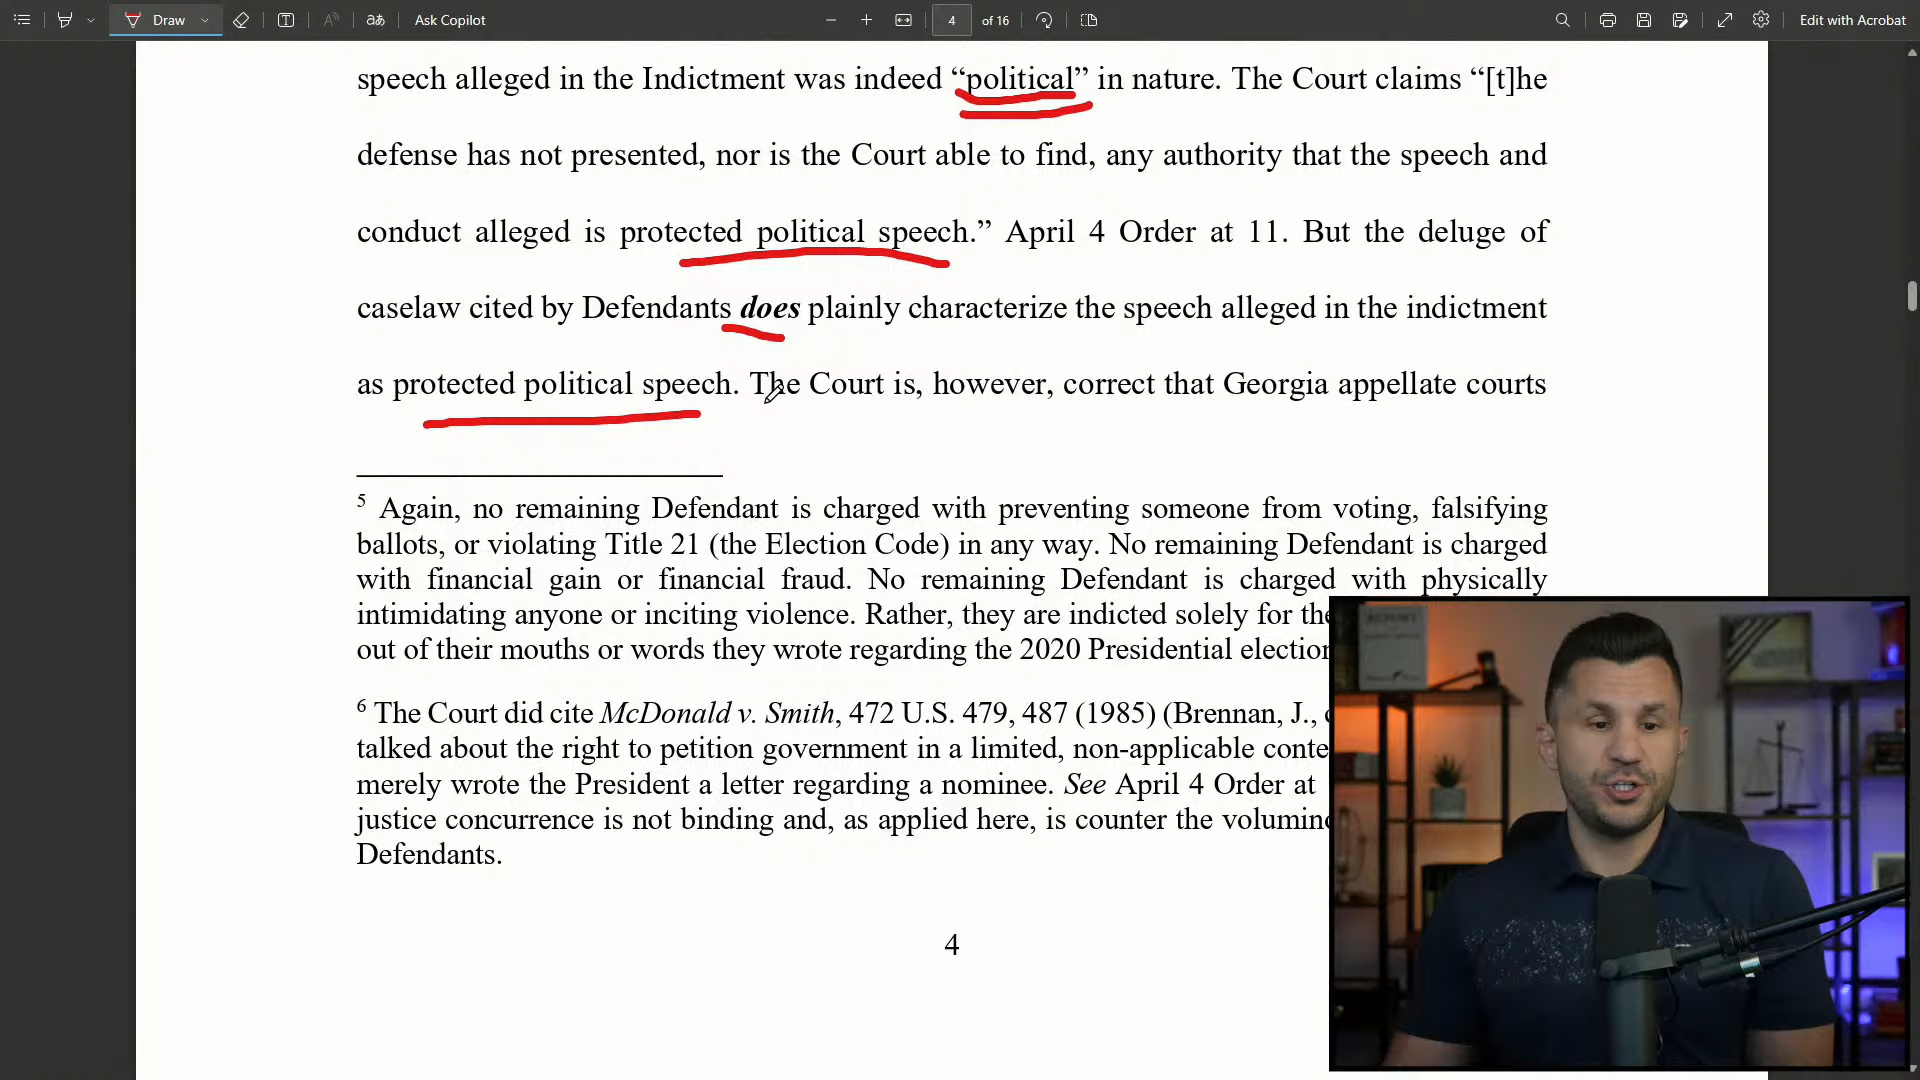 Draw
aあ
Ask Copilot
4
of 16
Edit with Acrobat
speech alleged in the Indictment was indeed “political” in nature. The Court claims “[t]he
defense has not presented, nor is the Court able to find, any authority that the speech and
conduct alleged is protected political speech.” April 4 Order at 11. But the deluge of
caselaw cited by Defendants does plainly characterize the speech alleged in the indictment
as protected political speech. The Court is, however, correct that Georgia appellate courts
5 Again, no remaining Defendant is charged with preventing someone from voting, falsifying
ballots, or violating Title 21 (the Election Code) in any way. No remaining Defendant is charged
with financial gain or financial fraud. No remaining Defendant is charged with physically
intimidating anyone or inciting violence. Rather, they are indicted solely for
out of their mouths or words they wrote regarding the 2020 Presidential
6 The Court did cite McDonald v. Smith, 472 U.S. 479, 487 (1985) (Brennan, J.,
talked about the right to petition government in a limited, non-applicable
merely wrote the President a letter regarding a nominee. See April 4 Order at
justice concurrence is not binding and, as applied here, is counter the
Defendants.
4